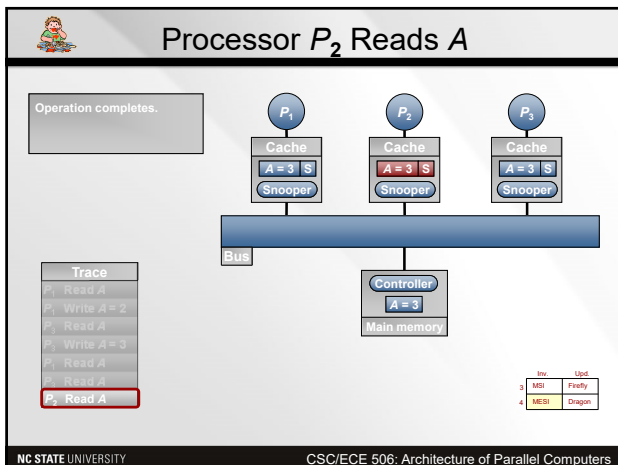 Processor P₂ Reads A
Operation completes.
P₁
P₂
P₃
Cache
Cache
Cache
A = 3 S
A = 3 S
A = 3 S
Snooper
Snooper
Snooper
Bus
Controller
A = 3
Main memory
Trace
P₁ Read A
P₁ Write A = 2
Read A
Write A = 3
P₁ Read A
Read A
P₂ Read A
Inv. Upd.
3 MSI Firefly
4 MESI Dragon
NC STATE UNIVERSITY
CSC/ECE 506: Architecture of Parallel Computers